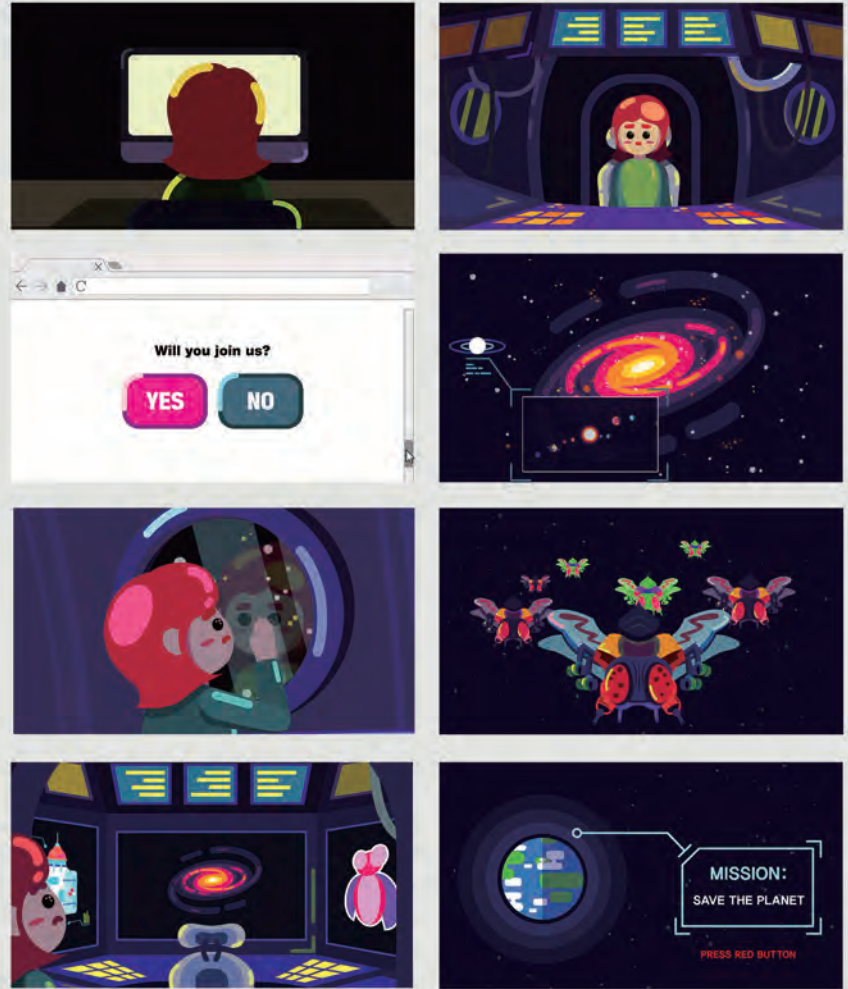 Will you join us?
YES
NO
MISSION:
SAVE THE PLANET
PRESS RED BUTTON